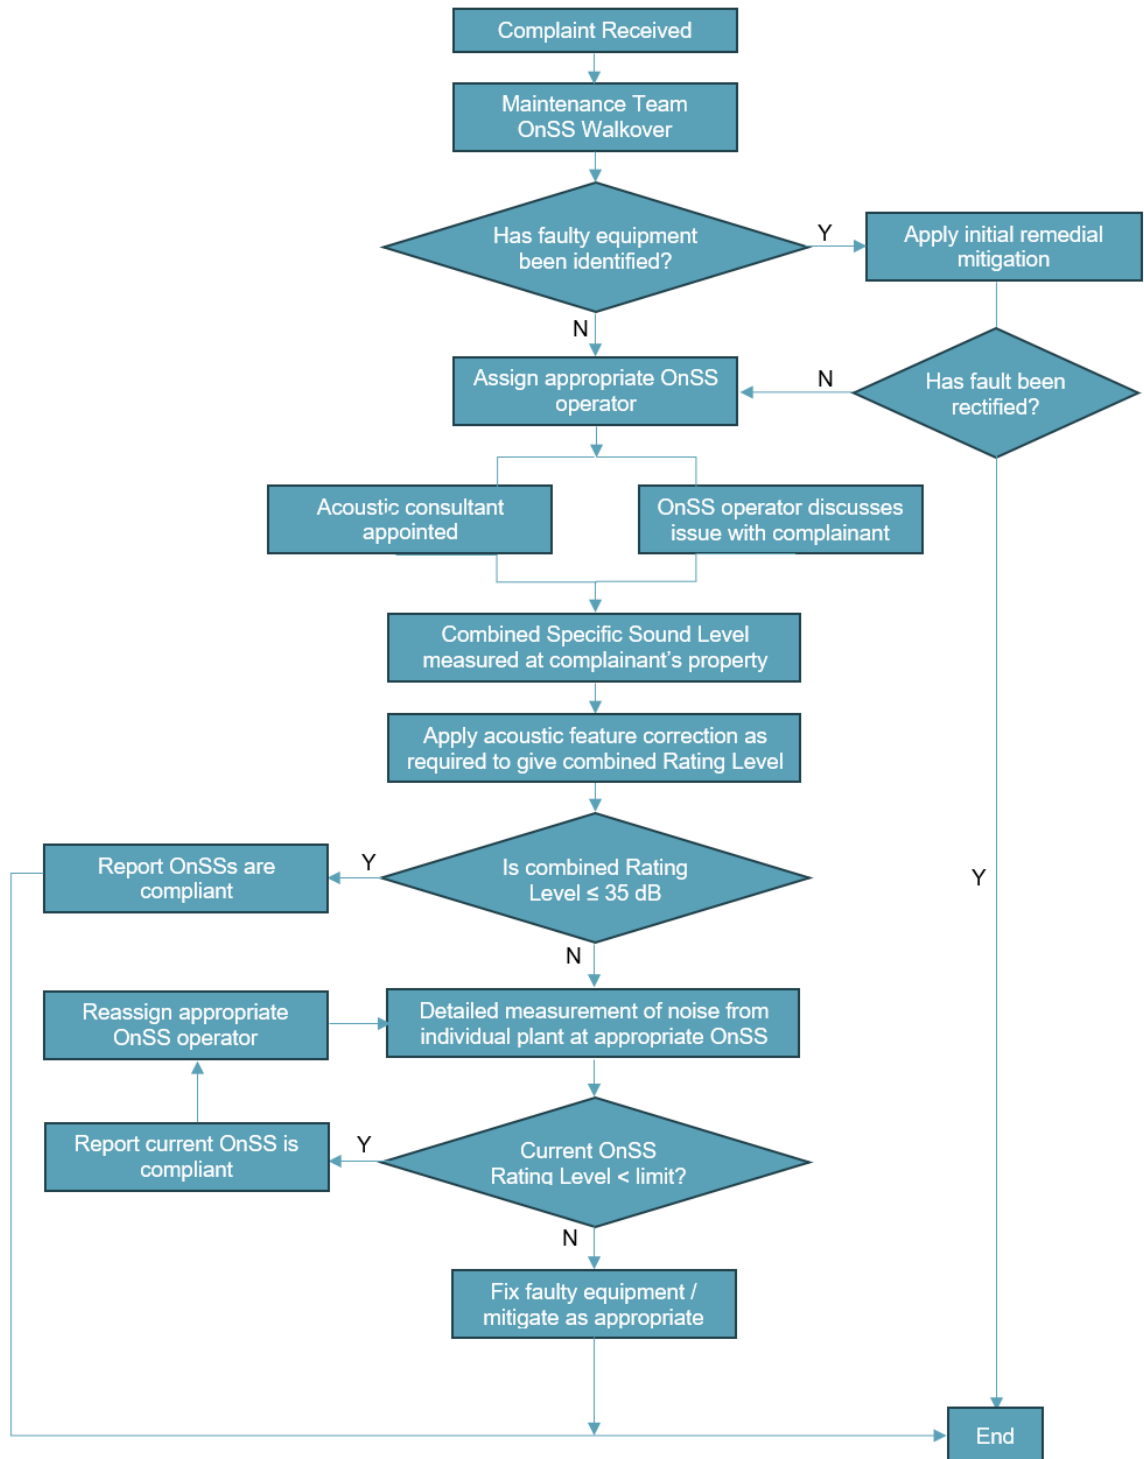 Complaint Received
Maintenance Team
OnSS Walkover
Has faulty equipment
been identified?
Y
Apply initial remedial
mitigation
N
Assign appropriate OnSS
operator
N
Has fault been
rectified?
Acoustic consultant
appointed
OnSS operator discusses
issue with complainant
Combined Specific Sound Level
measured at complainant's property
Apply acoustic feature correction as
required to give combined Rating Level
Report OnSSs are
compliant
Y
Is combined Rating
Level ≤ 35 dB
Y
N
Reassign appropriate
OnSS operator
Detailed measurement of noise from
individual plant at appropriate OnSS
Report current OnSS is
compliant
Y
Current OnSS
Rating Level < limit?
N
Fix faulty equipment /
mitigate as appropriate
End